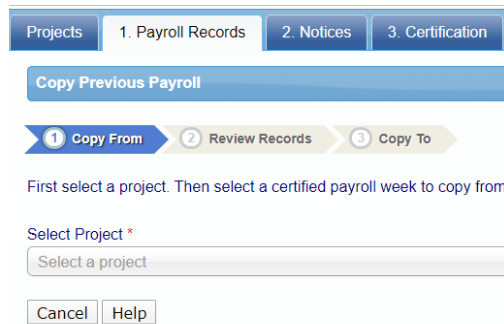 Projects 1. Payroll Records 2. Notices 3. Certification
Copy Previous Payroll
1 Copy From 2 Review Records 3 Copy To
First select a project. Then select a certified payroll week to copy from
Select Project *
Select a project
Cancel Help